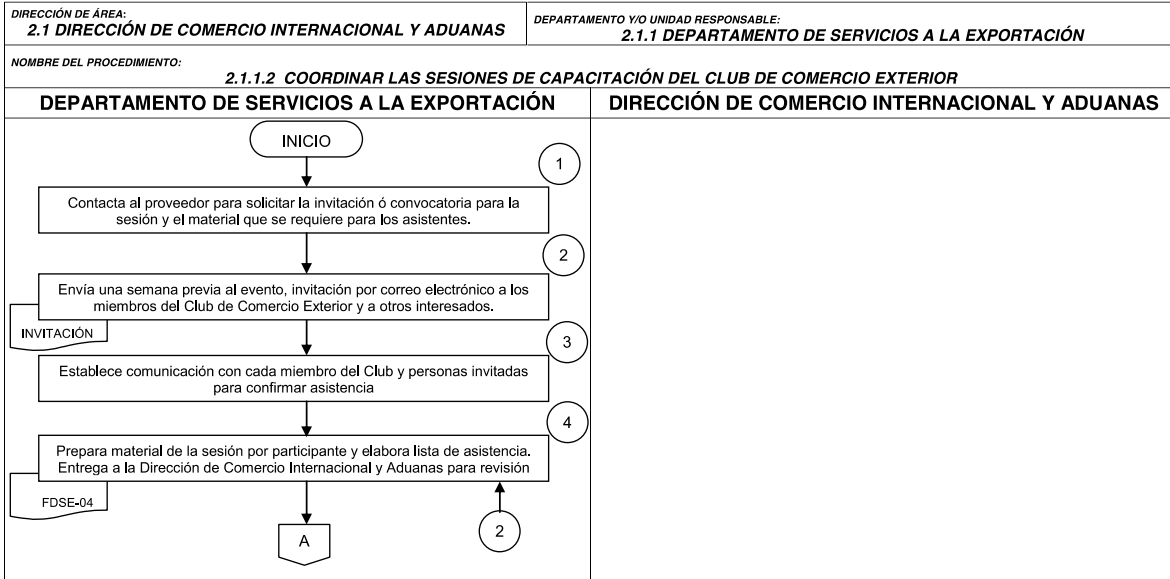 DIRECCIÓN DE ÁREA:
2.1 DIRECCIÓN DE COMERCIO INTERNACIONAL Y ADUANAS
DEPARTAMENTO Y/O UNIDAD RESPONSABLE:
2.1.1 DEPARTAMENTO DE SERVICIOS A LA EXPORTACIÓN
NOMBRE DEL PROCEDIMIENTO:
2.1.1.2 COORDINAR LAS SESIONES DE CAPACITACIÓN DEL CLUB DE COMERCIO EXTERIOR
DEPARTAMENTO DE SERVICIOS A LA EXPORTACIÓN
DIRECCIÓN DE COMERCIO INTERNACIONAL Y ADUANAS
INICIO
1
Contacta al proveedor para solicitar la invitación ó convocatoria para la
sesión y el material que se requiere para los asistentes.
2
Envía una semana previa al evento, invitación por correo electrónico a los
miembros del Club de Comercio Exterior y a otros interesados.
INVITACIÓN
3
Establece comunicación con cada miembro del Club y personas invitadas
para confirmar asistencia
4
Prepara material de la sesión por participante y elabora lista de asistencia.
Entrega a la Dirección de Comercio Internacional y Aduanas para revisión
FDSE-04
2
A